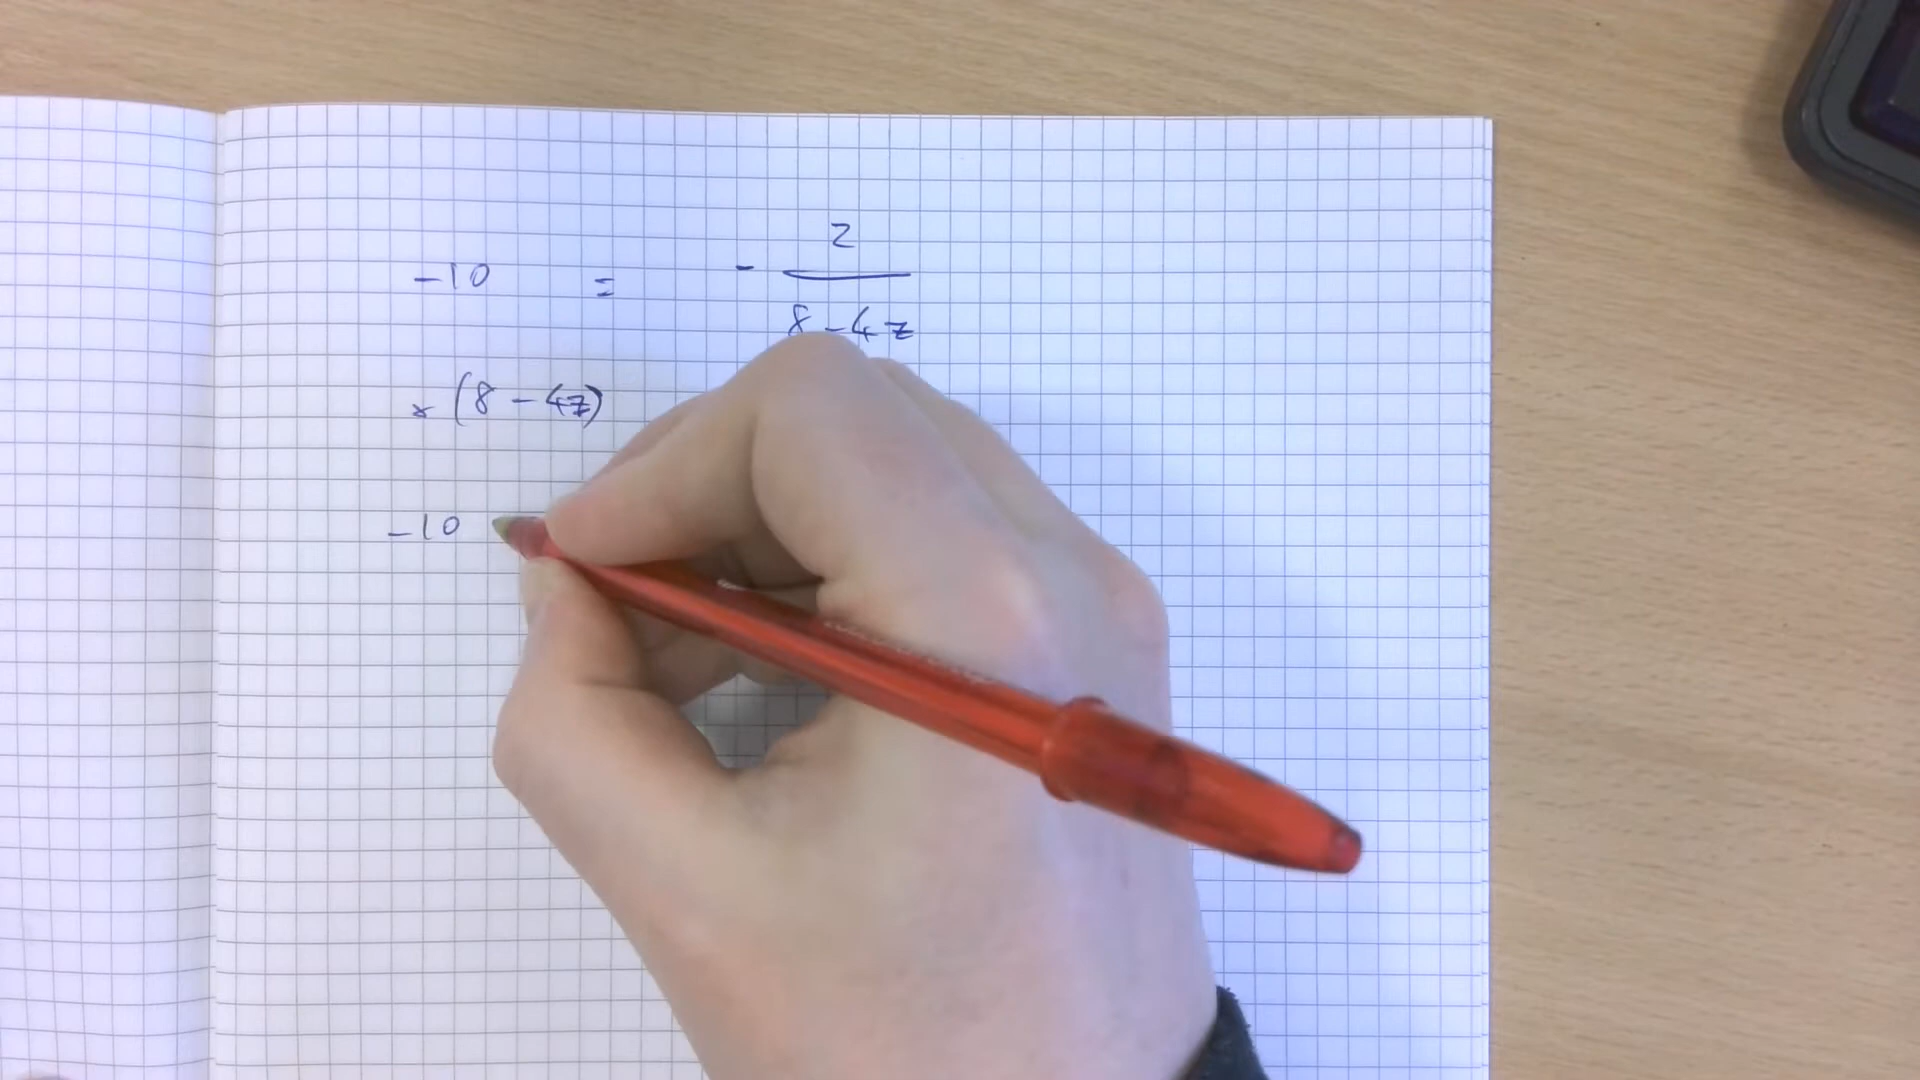 -10 = - 2 / 8-4z
× (8 - 4z)
-10